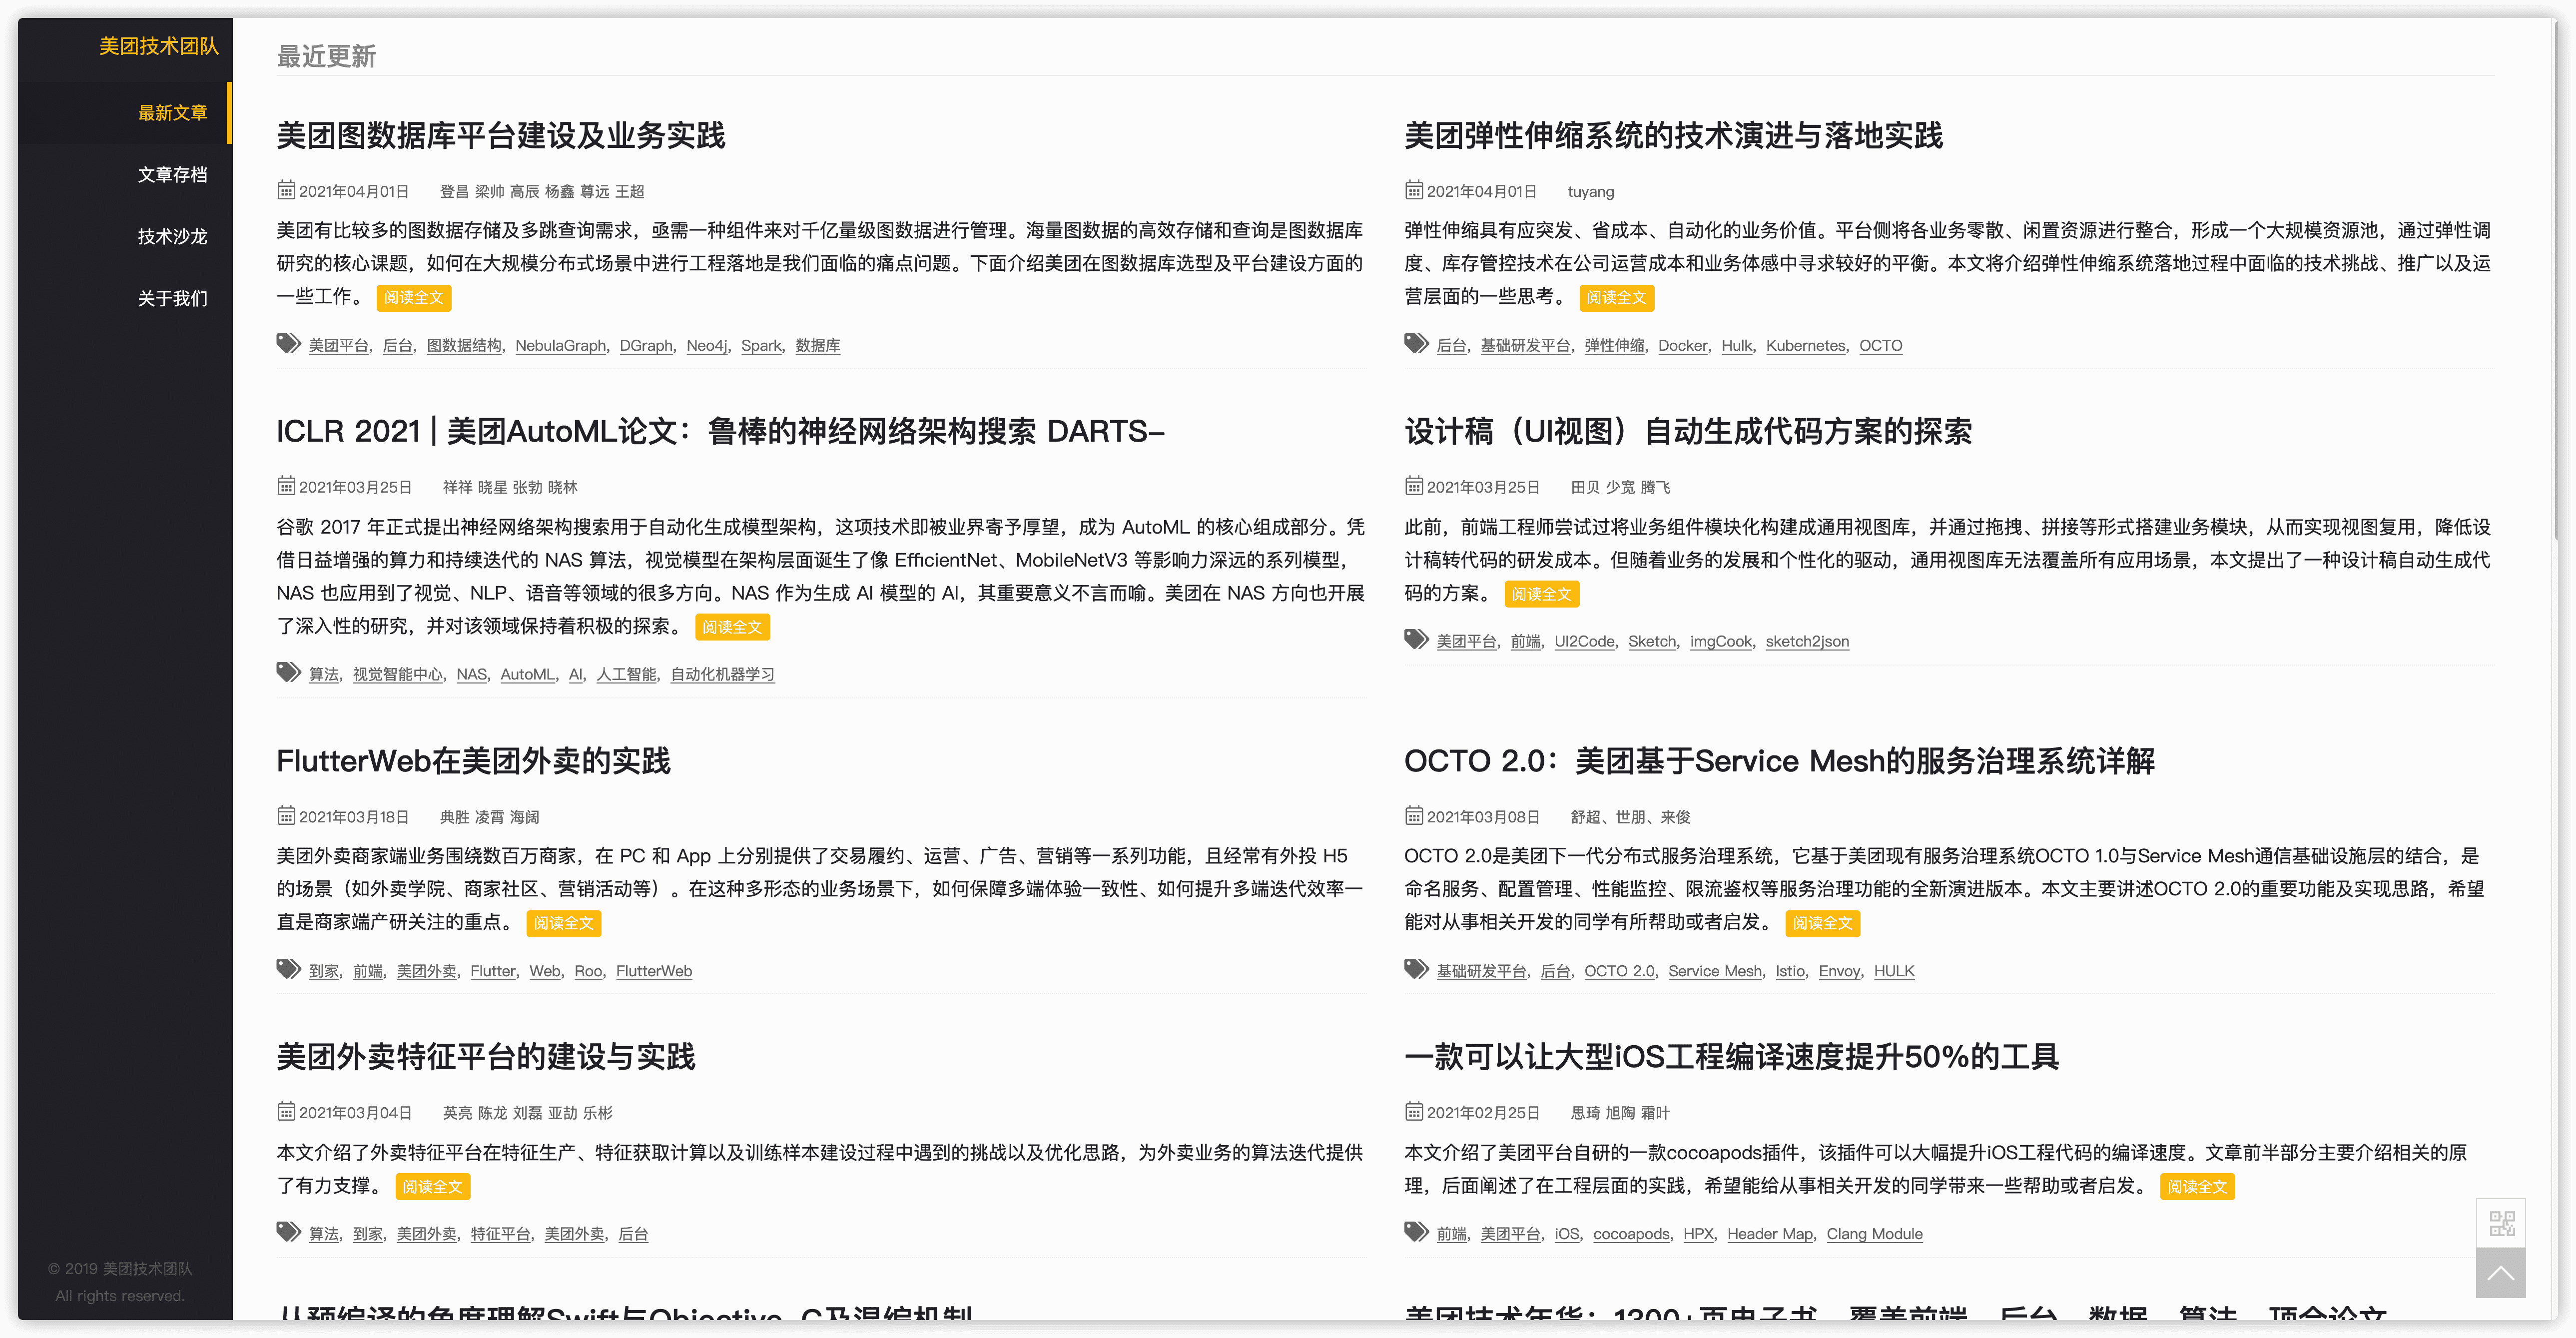 美团技术团队
最新文章
文章存档
技术沙龙
关于我们
© 2019 美团技术团队
All rights reserved.
最近更新
美团图数据库平台建设及业务实践
2021年04月01日 登昌 梁帅 高辰 杨鑫 尊远 王超
美团有比较多的图数据存储及多跳查询需求，亟需一种组件来对千亿量级图数据进行管理。海量图数据的高效存储和查询是图数据库
研究的核心课题，如何在大规模分布式场景中进行工程落地是我们面临的痛点问题。下面介绍美团在图数据库选型及平台建设方面的
一些工作。 阅读全文
美团平台, 后台, 图数据结构, NebulaGraph, DGraph, Neo4j, Spark, 数据库
美团弹性伸缩系统的技术演进与落地实践
2021年04月01日 tuyang
弹性伸缩具有应突发、省成本、自动化的业务价值。平台侧将各业务零散、闲置资源进行整合，形成一个大规模资源池，通过弹性调
度、库存管控技术在公司运营成本和业务体感中寻求较好的平衡。本文将介绍弹性伸缩系统落地过程中面临的技术挑战、推广以及运
营层面的一些思考。 阅读全文
后台, 基础研发平台, 弹性伸缩, Docker, Hulk, Kubernetes, OCTO
ICLR 2021 | 美团AutoML论文：鲁棒的神经网络架构搜索 DARTS-
2021年03月25日 祥祥 晓星 张勃 晓林
谷歌 2017 年正式提出神经网络架构搜索用于自动化生成模型架构，这项技术即被业界寄予厚望，成为 AutoML 的核心组成部分。凭
借日益增强的算力和持续迭代的 NAS 算法，视觉模型在架构层面诞生了像 EfficientNet、MobileNetV3 等影响力深远的系列模型，
NAS 也应用到了视觉、NLP、语音等领域的很多方向。NAS 作为生成 AI 模型的 AI，其重要意义不言而喻。美团在 NAS 方向也开展
了深入性的研究，并对该领域保持着积极的探索。 阅读全文
算法, 视觉智能中心, NAS, AutoML, AI, 人工智能, 自动化机器学习
设计稿（UI视图）自动生成代码方案的探索
2021年03月25日 田贝 少宽 腾飞
此前，前端工程师尝试过将业务组件模块化构建成通用视图库，并通过拖拽、拼接等形式搭建业务模块，从而实现视图复用，降低设
计稿转代码的研发成本。但随着业务的发展和个性化的驱动，通用视图库无法覆盖所有应用场景，本文提出了一种设计稿自动生成代
码的方案。 阅读全文
美团平台, 前端, UI2Code, Sketch, imgCook, sketch2json
FlutterWeb在美团外卖的实践
2021年03月18日 典胜 凌霄 海阔
美团外卖商家端业务围绕数百万商家，在 PC 和 App 上分别提供了交易履约、运营、广告、营销等一系列功能，且经常有外投 H5
的场景（如外卖学院、商家社区、营销活动等）。在这种多形态的业务场景下，如何保障多端体验一致性、如何提升多端迭代效率一
直是商家端产研关注的重点。 阅读全文
到家, 前端, 美团外卖, Flutter, Web, Roo, FlutterWeb
OCTO 2.0：美团基于Service Mesh的服务治理系统详解
2021年03月08日 舒超、世朋、来俊
OCTO 2.0是美团下一代分布式服务治理系统，它基于美团现有服务治理系统OCTO 1.0与Service Mesh通信基础设施层的结合，是
命名服务、配置管理、性能监控、限流鉴权等服务治理功能的全新演进版本。本文主要讲述OCTO 2.0的重要功能及实现思路，希望
能对从事相关开发的同学有所帮助或者启发。 阅读全文
基础研发平台, 后台, OCTO 2.0, Service Mesh, Istio, Envoy, HULK
美团外卖特征平台的建设与实践
2021年03月04日 英亮 陈龙 刘磊 亚劼 乐彬
本文介绍了外卖特征平台在特征生产、特征获取计算以及训练样本建设过程中遇到的挑战以及优化思路，为外卖业务的算法迭代提供
了有力支撑。 阅读全文
算法, 到家, 美团外卖, 特征平台, 美团外卖, 后台
一款可以让大型iOS工程编译速度提升50%的工具
2021年02月25日 思琦 旭陶 霜叶
本文介绍了美团平台自研的一款cocoapods插件，该插件可以大幅提升iOS工程代码的编译速度。文章前半部分主要介绍相关的原
理，后面阐述了在工程层面的实践，希望能给从事相关开发的同学带来一些帮助或者启发。 阅读全文
前端, 美团平台, iOS, cocoapods, HPX, Header Map, Clang Module
从预编译的角度理解Swift与Objective-C及混编机制
美团技术年货：1300+页电子书，覆盖前端、后台、数据、算法、顶会论文